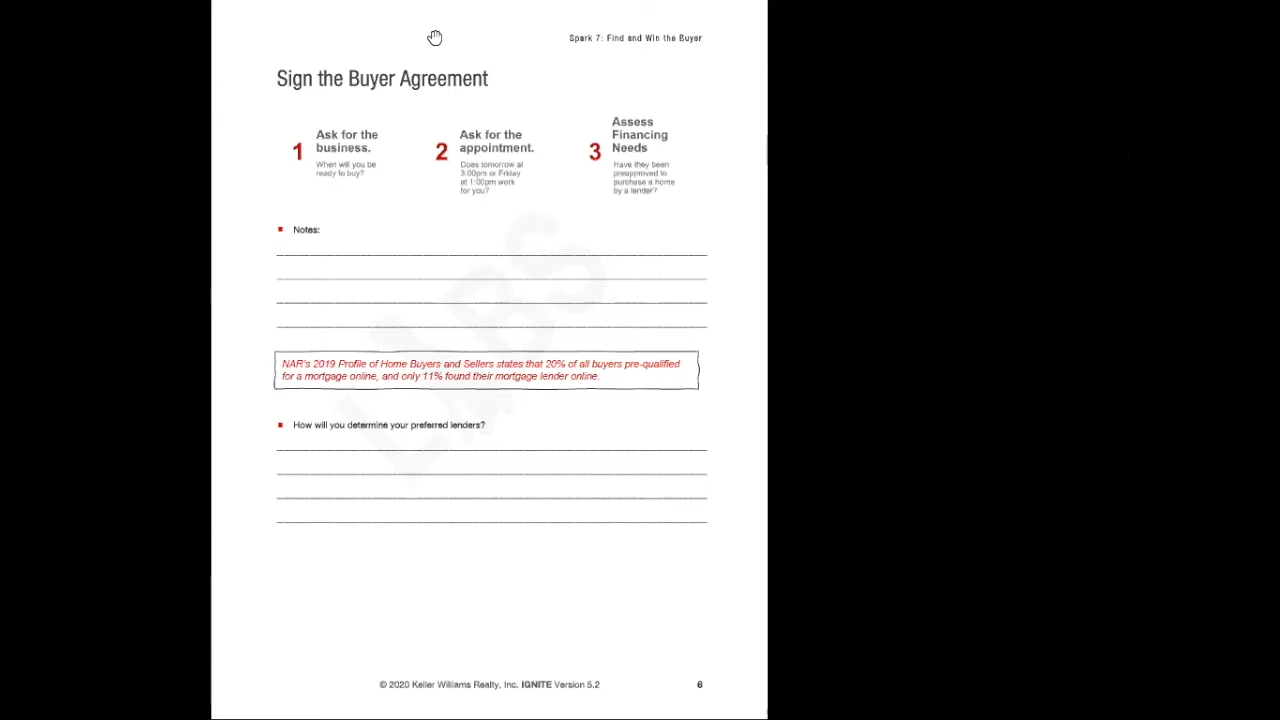 Spark 7: Find and Win the Buyer
Sign the Buyer Agreement
1
Ask for the
business.
When will you be
ready to buy?
2
Ask for the
appointment.
Does tomorrow at
3:00pm or Friday
at 1:00pm work
for you?
3
Assess
Financing
Needs
Have they been
preapproved to
purchase a home
by a lender?
Notes:
NAR's 2019 Profile of Home Buyers and Sellers states that 20% of all buyers pre-qualified
for a mortgage online, and only 11% found their mortgage lender online.
How will you determine your preferred lenders?
© 2020 Keller Williams Realty, Inc. IGNITE Version 5.2
6